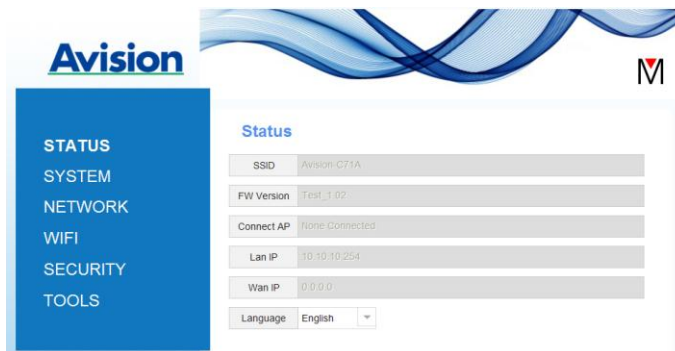 Avision
M
STATUS
SYSTEM
NETWORK
WIFI
SECURITY
TOOLS
Status
SSID Avision-C71A
FW Version Test_1.02
Connect AP None Connected
Lan IP 10.10.10.254
Wan IP 0.0.0.0
Language English